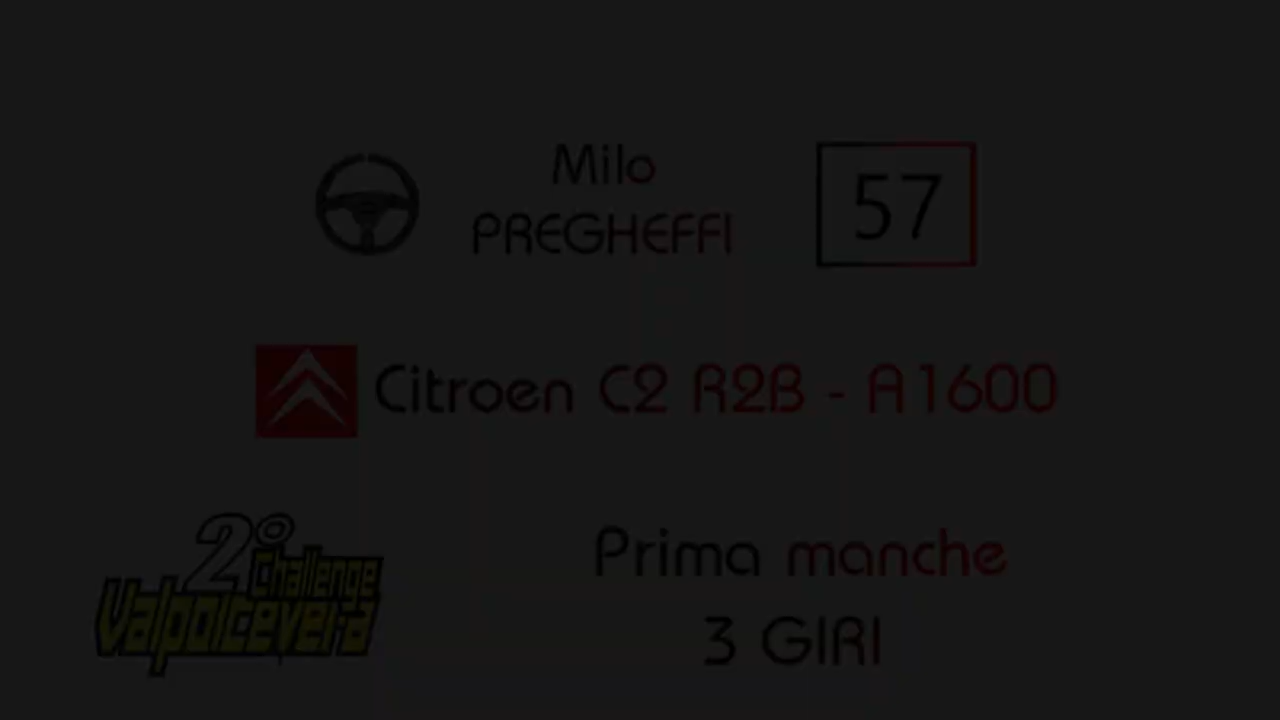 Milo
PREGHEFFI
57
Citroen C2 R2B - A1600
2° Challenge
Valpolcevera
Prima manche
3 GIRI